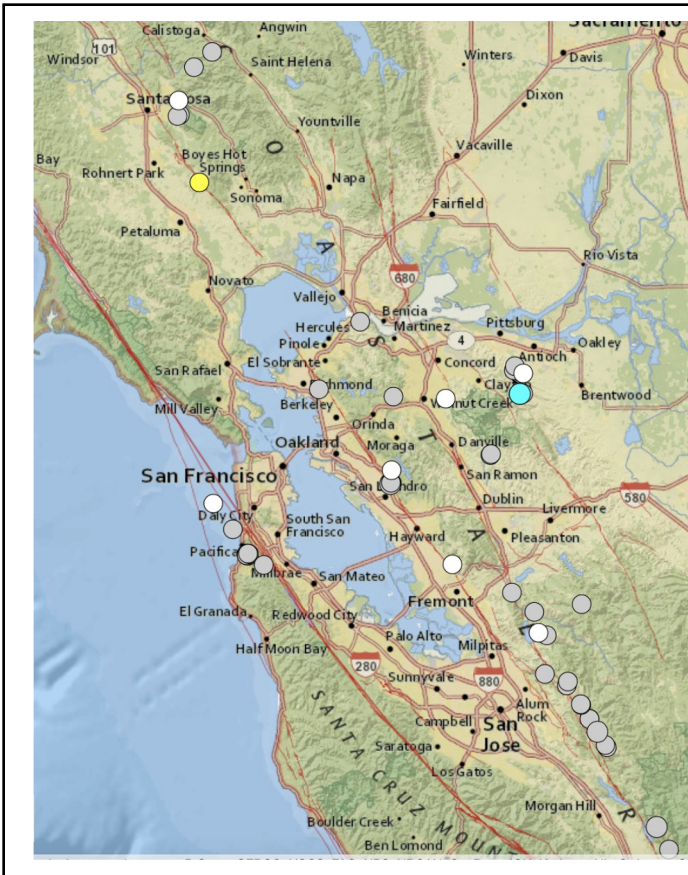 Sacramento
Calistoga
Angwin
101
Windsor
Winters
Davis
Saint Helena
Dixon
Santa Rosa
Yountville
O
Vacaville
Bay
Boyes Hot
Springs
Rohnert Park
Napa
Sonoma
Fairfield
Petaluma
A
Rio Vista
680
Novato
Vallejo
Benicia
Hercules
S
Martinez
Pittsburg
Pinole
4
Antioch
Oakley
San Rafael
El Sobrante
Concord
Richmond
Clay
Mill Valley
Berkeley
Walnut Creek
Brentwood
Orinda
T
Moraga
Danville
Oakland
San Francisco
San Ramon
San Leandro
580
Dublin
Livermore
Daly City
South San
Francisco
Hayward
A
Pleasanton
Pacifica
Millbrae
San Mateo
Fremont
El Granada
Redwood City
Half Moon Bay
Palo Alto
Milpitas
280
Sunnyvale
880
SANTA CRUZ MOUNT
Alum
Rock
Campbell
San
Jose
Saratoga
Los Gatos
Morgan Hill
R
Boulder Creek
Ben Lomond